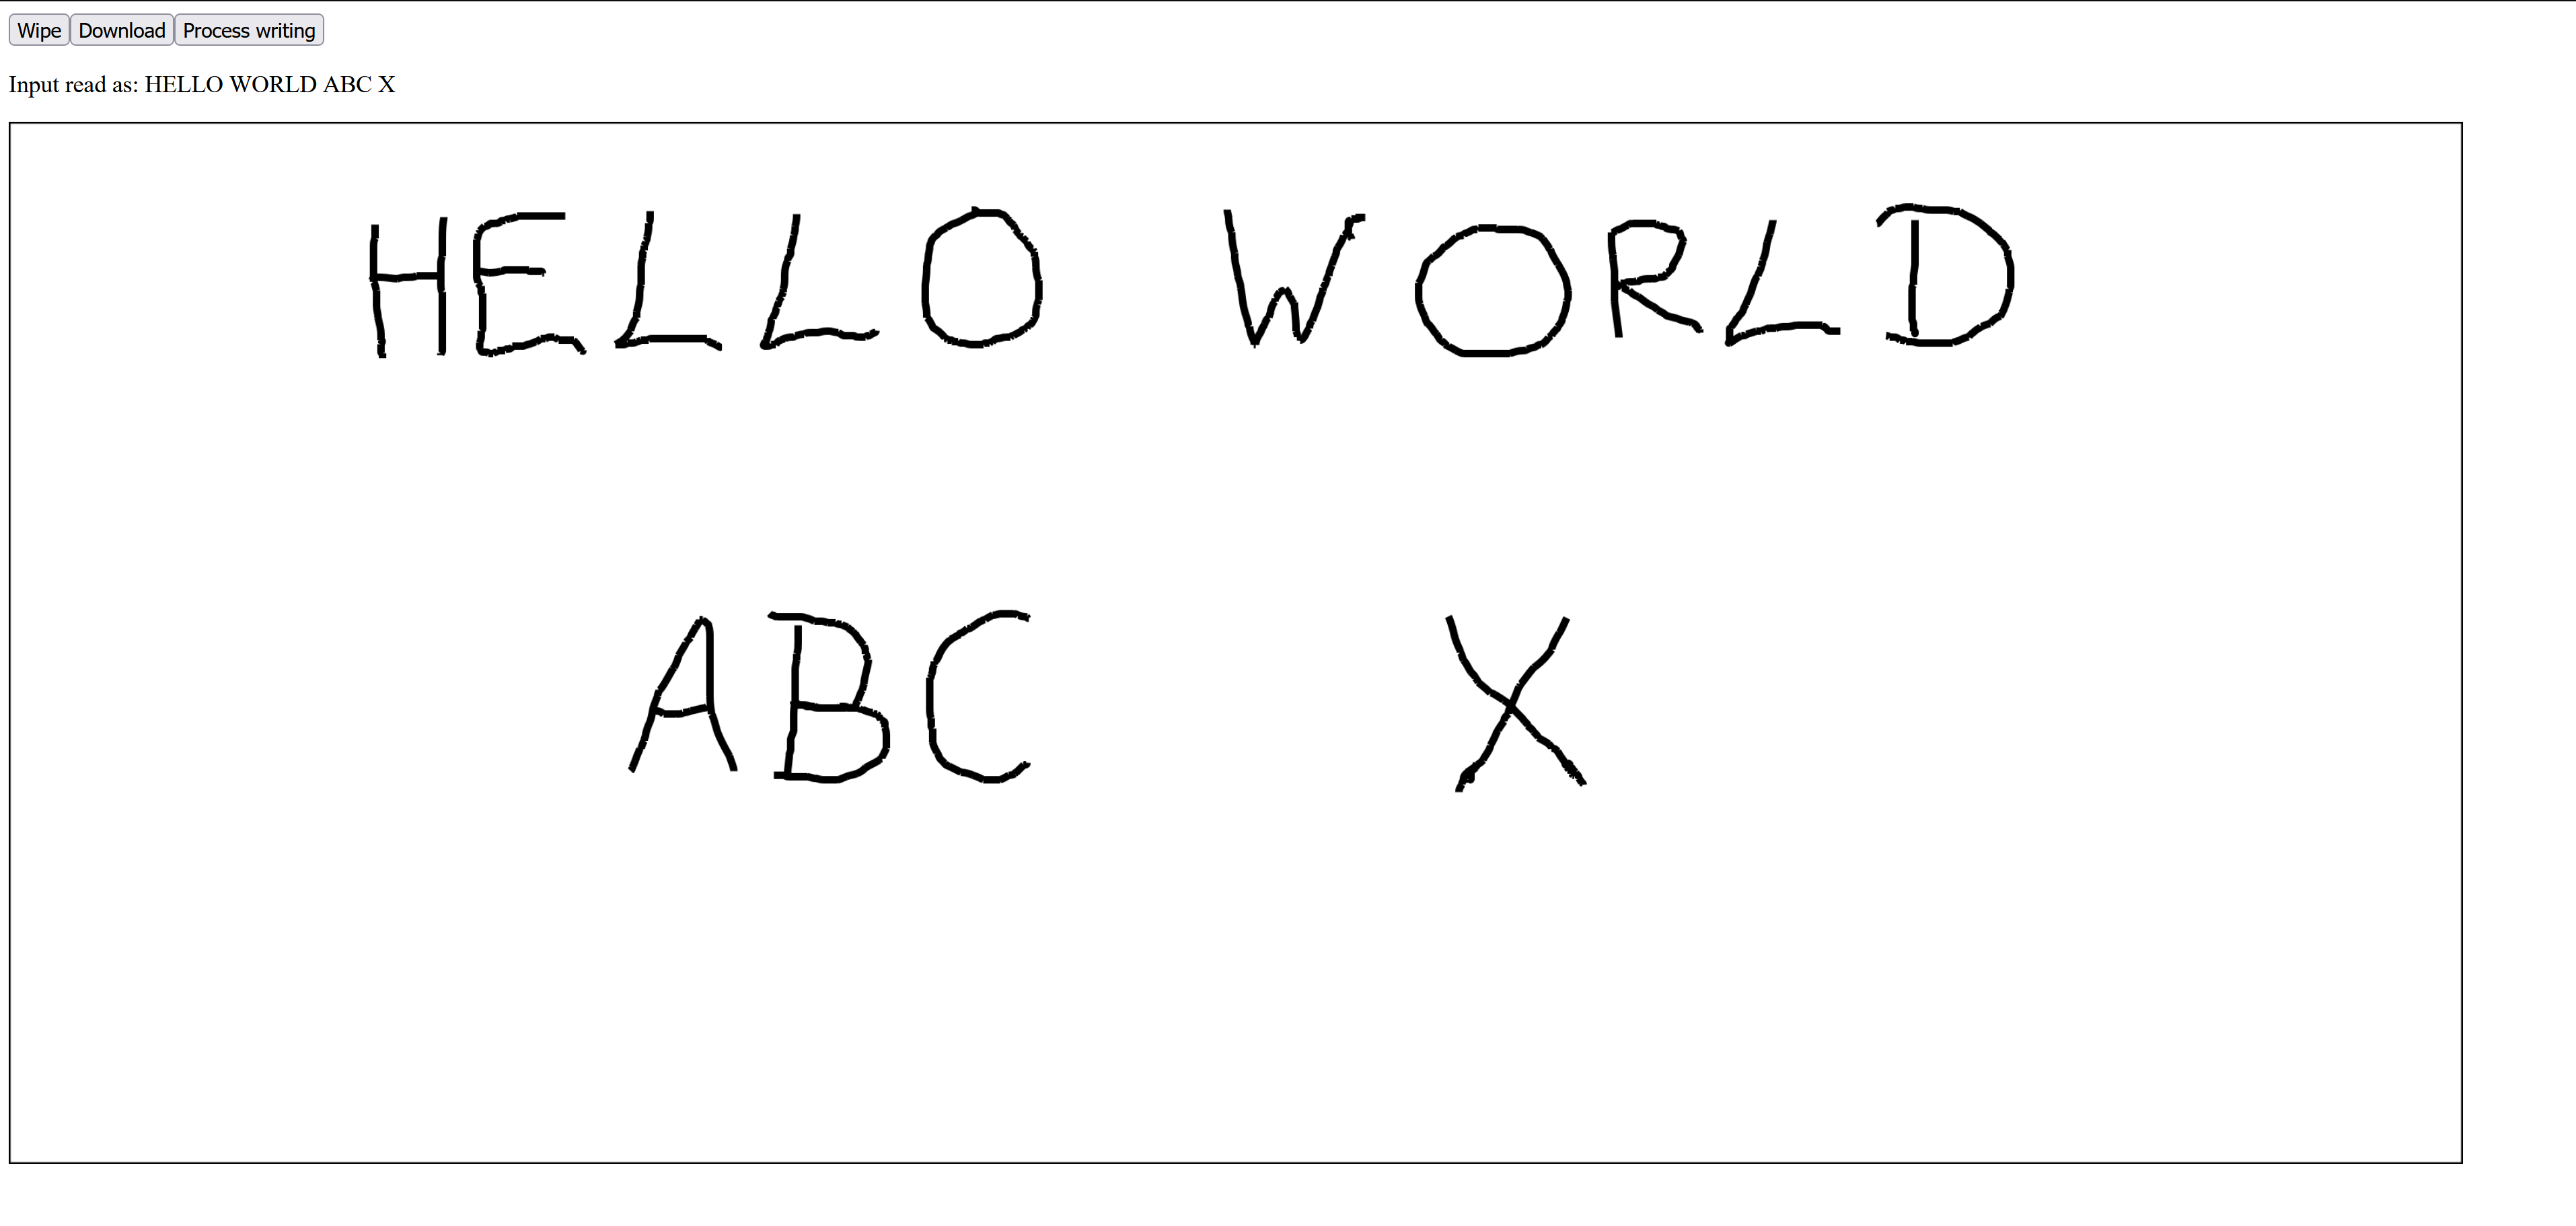 Wipe Download Process writing
Input read as: HELLO WORLD ABC X
HELLO WORLD
ABC X